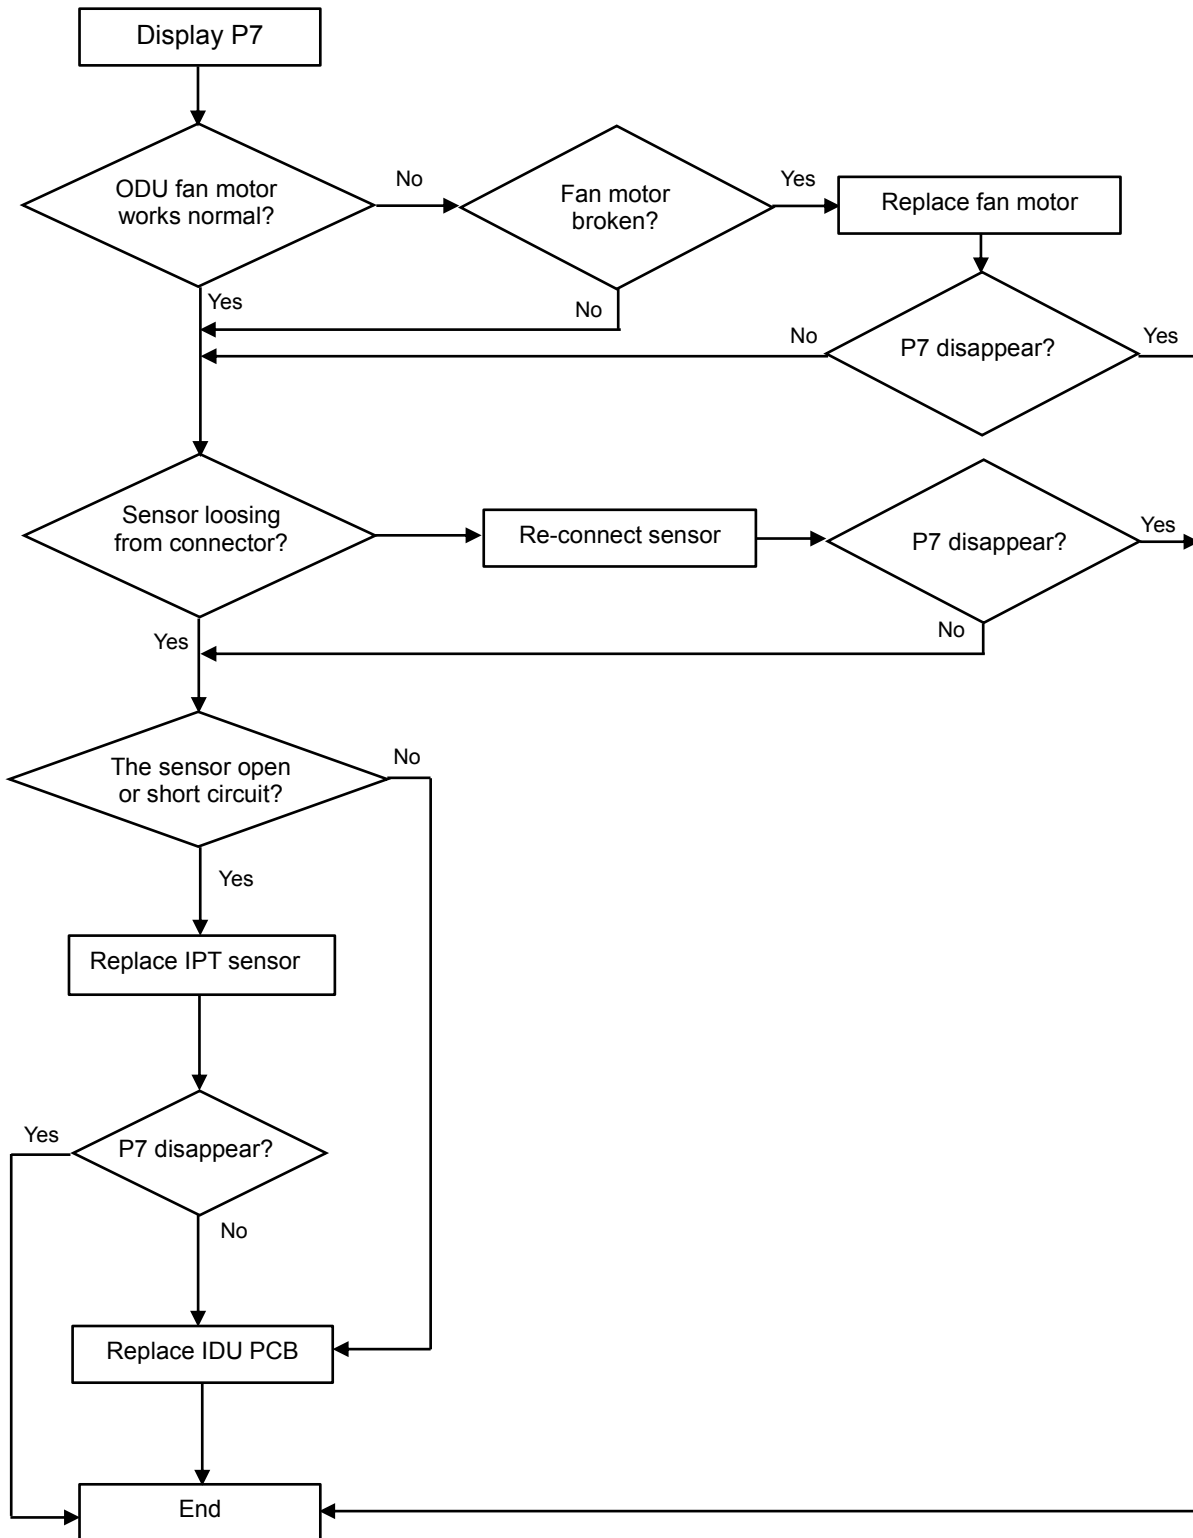 Display P7
ODU fan motor
works normal?
No
Fan motor
broken?
Yes
Replace fan motor
Yes
No
No
P7 disappear?
Yes
Sensor loosing
from connector?
Re-connect sensor
P7 disappear?
Yes
Yes
No
The sensor open
or short circuit?
No
Yes
Replace IPT sensor
Yes
P7 disappear?
No
Replace IDU PCB
End